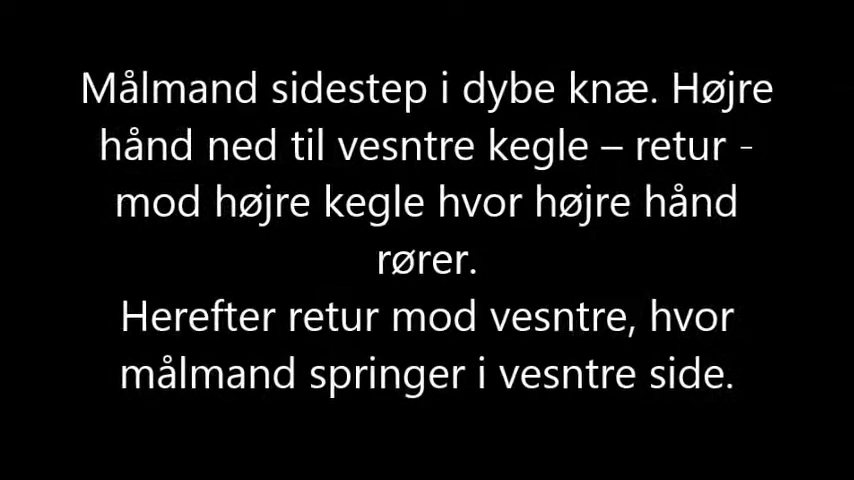 Målmand sidestep i dybe knæ. Højre
hånd ned til vesntre kegle – retur -
mod højre kegle hvor højre hånd
rører.
Herefter retur mod vesntre, hvor
målmand springer i vesntre side.